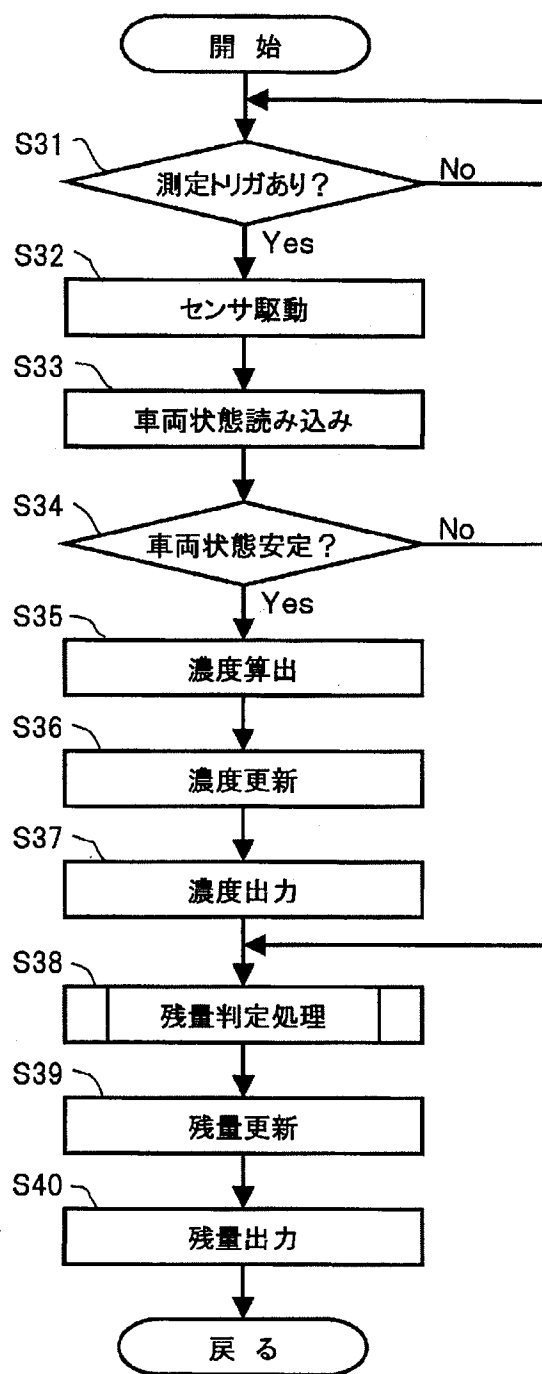 開 始
S31
測定トリガあり?
No
Yes
S32
センサ駆動
S33
車両状態読み込み
S34
車両状態安定?
No
Yes
S35
濃度算出
S36
濃度更新
S37
濃度出力
S38
残量判定処理
S39
残量更新
S40
残量出力
戻 る